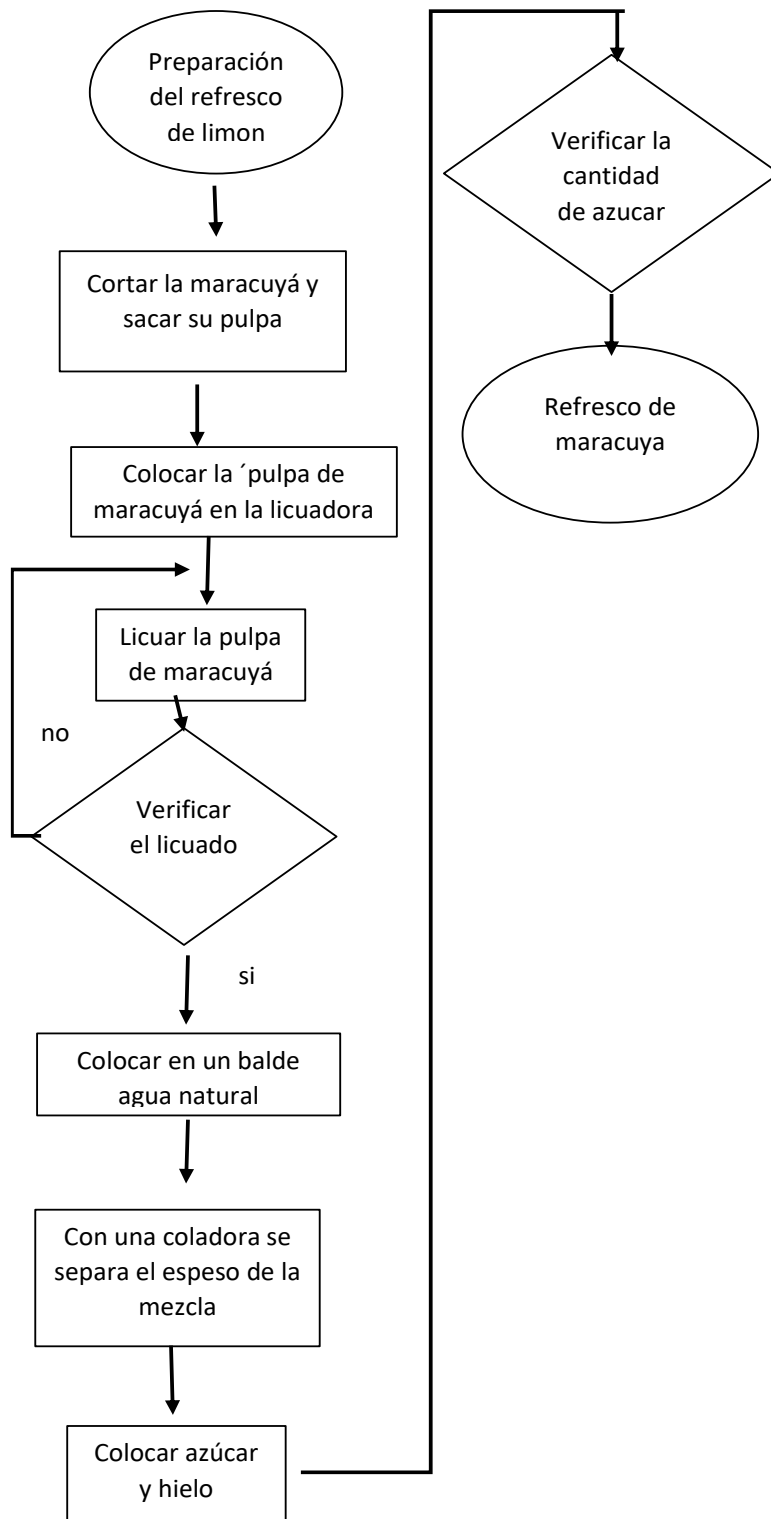 Preparación
del refresco
de limon
Cortar la maracuyá y
sacar su pulpa
Colocar la ´pulpa de
maracuyá en la licuadora
Licuar la pulpa
de maracuyá
no
Verificar
el licuado
si
Colocar en un balde
agua natural
Con una coladora se
separa el espeso de la
mezcla
Colocar azúcar
y hielo
Verificar la
cantidad
de azucar
Refresco de
maracuya